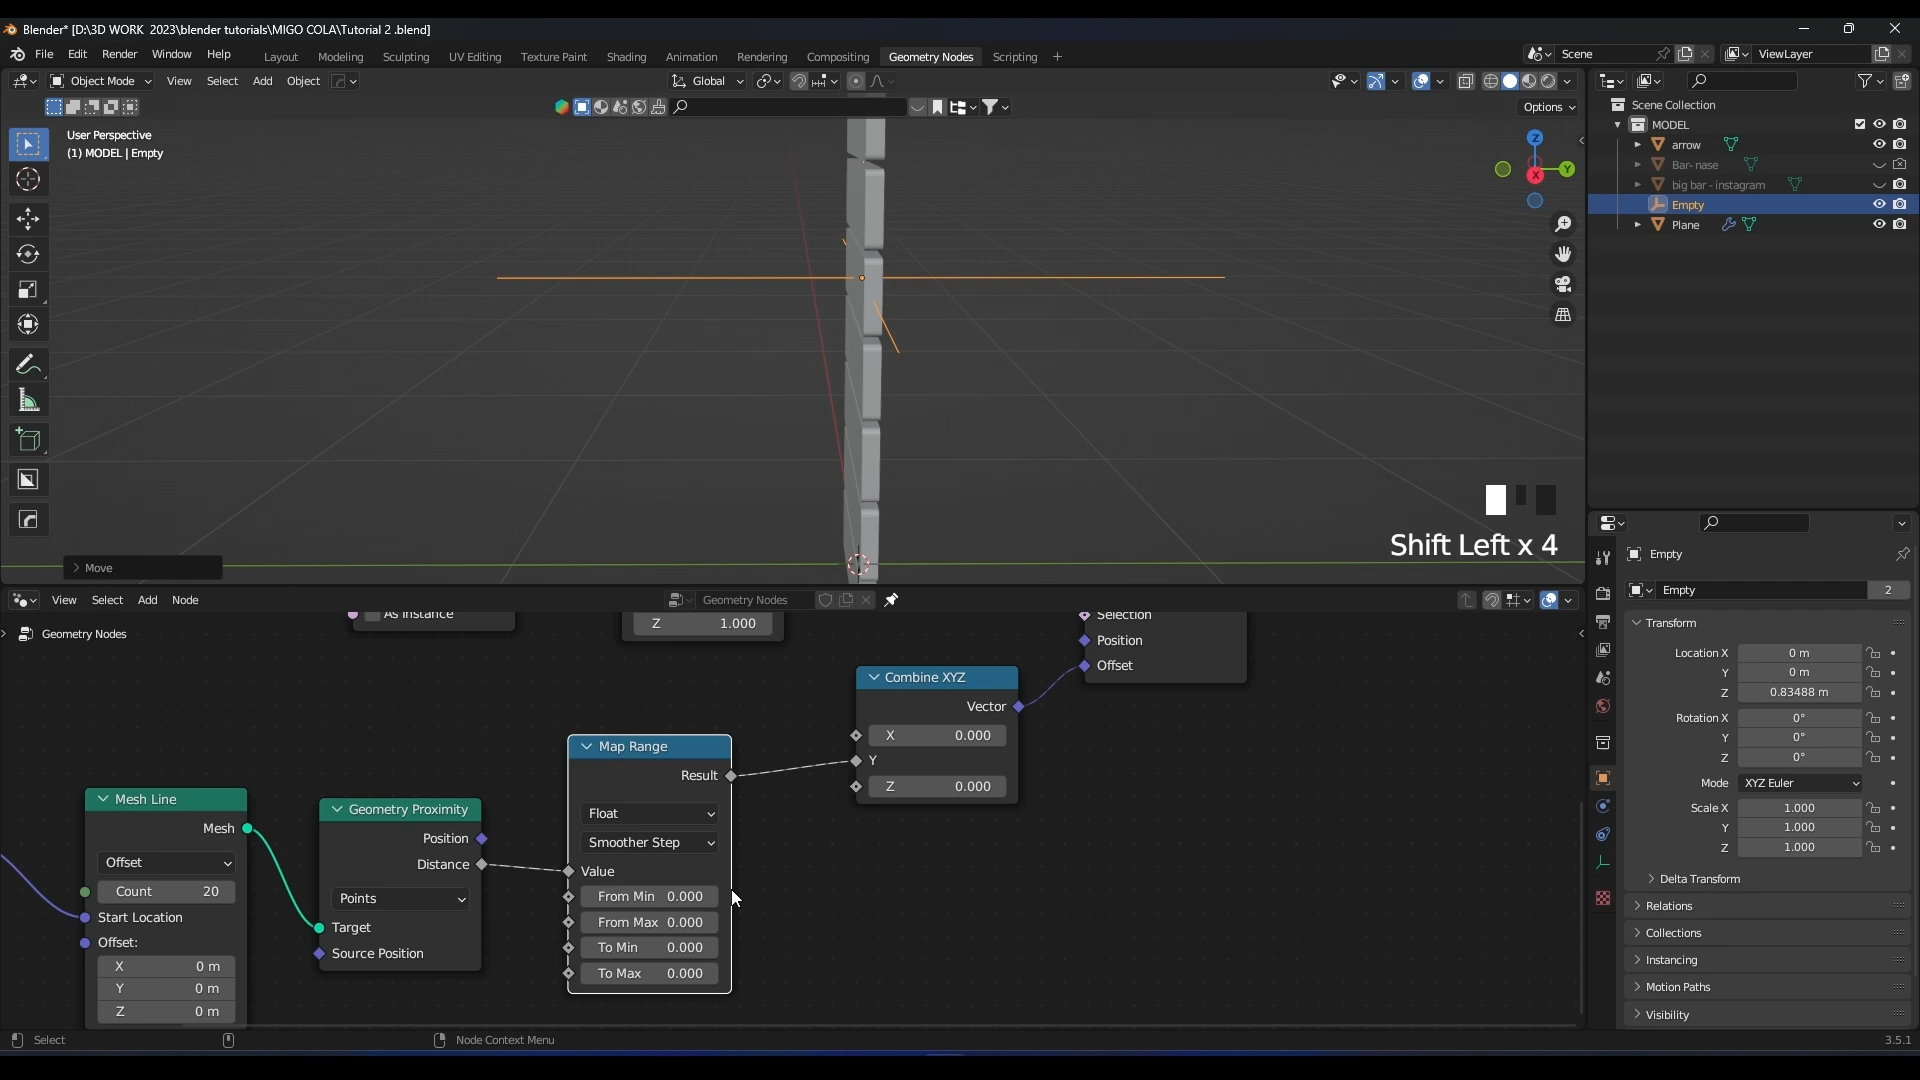 Blender* [D:\3D WORK 2023\blender tutorials\MIGO COLA\Tutorial 2 .blend]
File Edit Render Window Help Layout Modeling Sculpting UV Editing Texture Paint Shading Animation Rendering Compositing Geometry Nodes Scripting + Scene ViewLayer
Object Mode View Select Add Object Global
Options
User Perspective
(1) MODEL | Empty
Z
Y
X
Scene Collection
MODEL
arrow
Bar- nase
big bar - instagram
Empty
Plane
Shift Left x 4
Move
View Select Add Node Geometry Nodes
Geometry Nodes
As Instance
Z 1.000
Selection
Position
Offset
Combine XYZ
Vector
X 0.000
Y
Z 0.000
Map Range
Result
Float
Smoother Step
Value
From Min 0.000
From Max 0.000
To Min 0.000
To Max 0.000
Geometry Proximity
Position
Distance
Points
Target
Source Position
Mesh Line
Mesh
Offset
Count 20
Start Location
Offset:
X 0 m
Y 0 m
Z 0 m
Empty
Empty 2
Transform
Location X 0 m
Y 0 m
Z 0.83488 m
Rotation X 0°
Y 0°
Z 0°
Mode XYZ Euler
Scale X 1.000
Y 1.000
Z 1.000
Delta Transform
Relations
Collections
Instancing
Motion Paths
Visibility
Select Node Context Menu 3.5.1